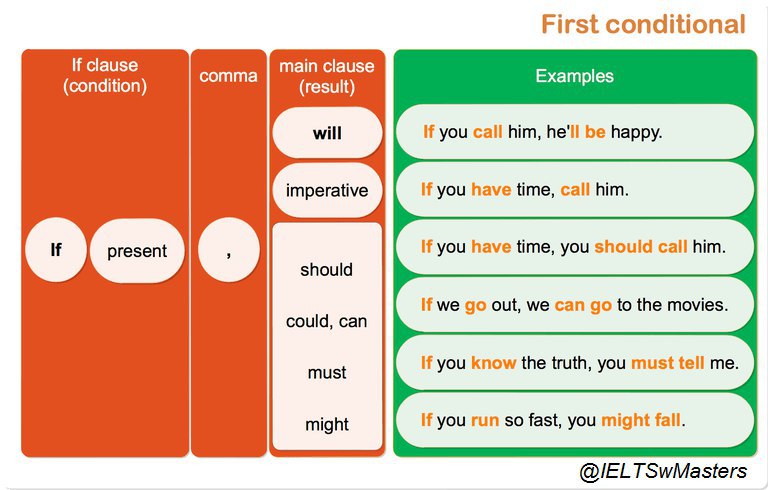 First conditional
If clause
(condition)
comma
main clause
(result)
Examples
If
present
,
will
imperative
should
could, can
must
might
If you call him, he'll be happy.
If you have time, call him.
If you have time, you should call him.
If we go out, we can go to the movies.
If you know the truth, you must tell me.
If you run so fast, you might fall.
@IELTSwMasters